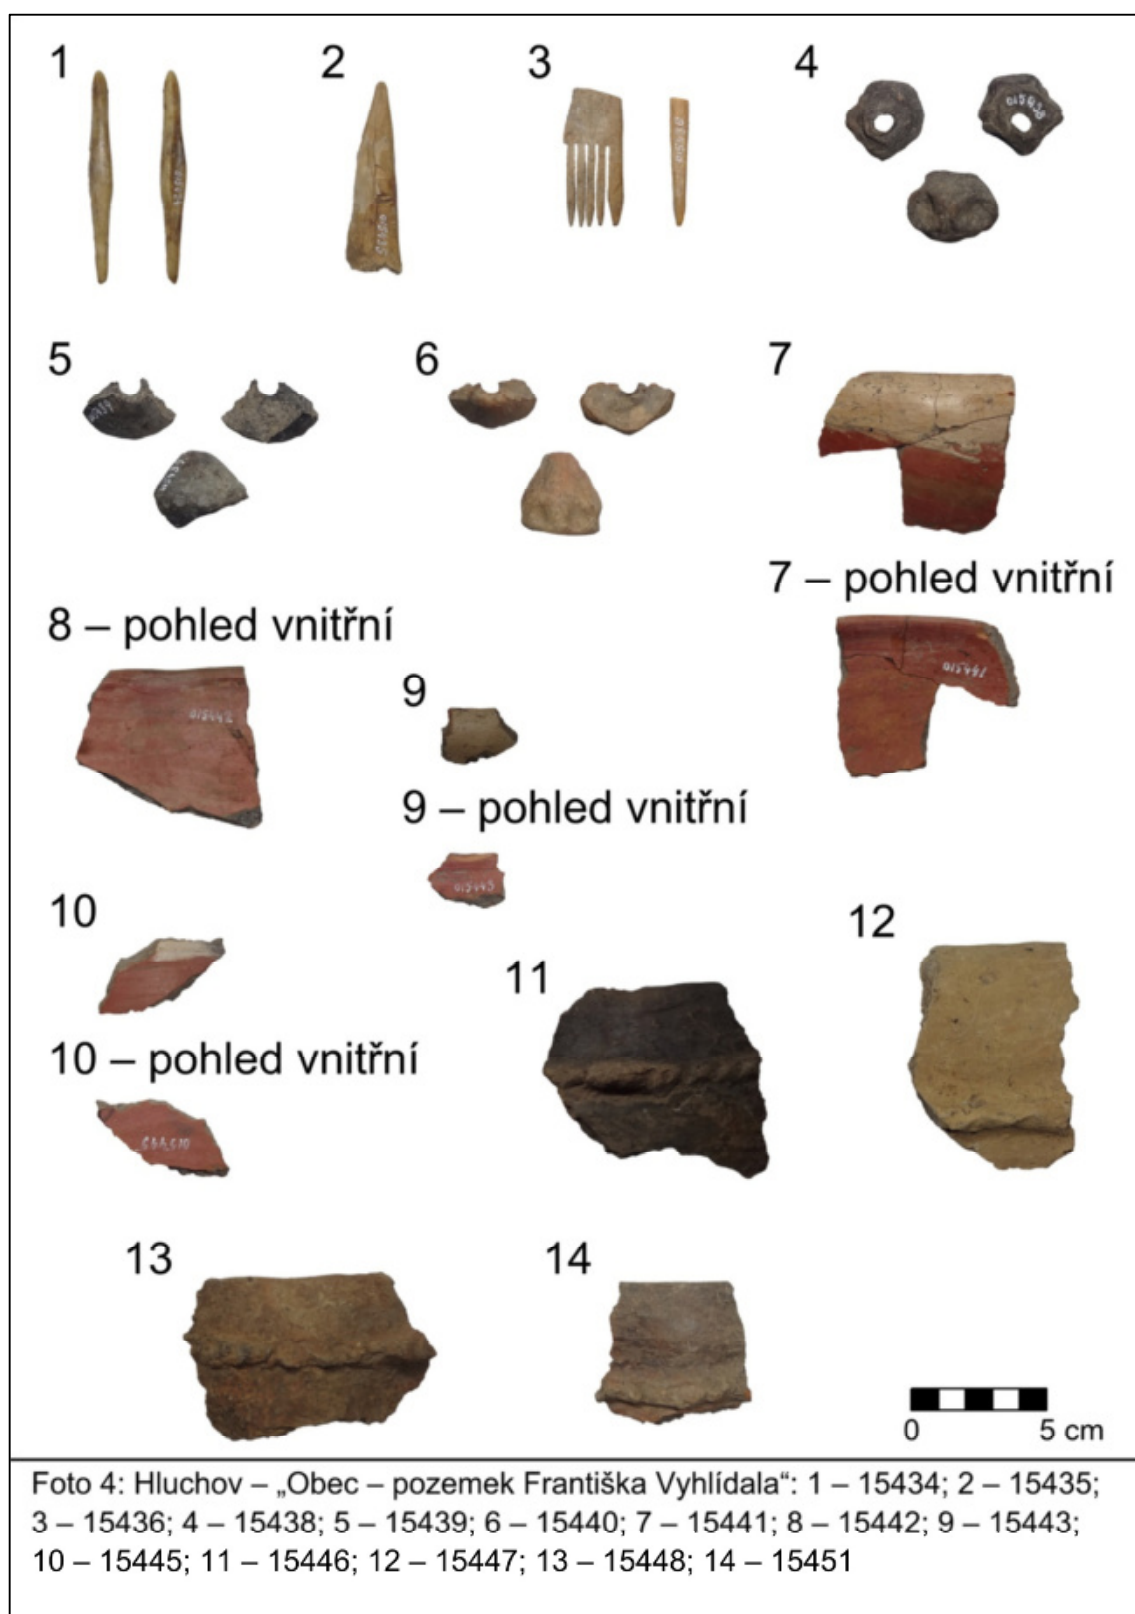 1
2
3
4
5
6
7
7 – pohled vnitřní
8 – pohled vnitřní
9
9 – pohled vnitřní
10
10 – pohled vnitřní
11
12
13
14
0 5 cm
Foto 4: Hluchov – „Obec – pozemek Františka Vyhlídala“: 1 – 15434; 2 – 15435;
3 – 15436; 4 – 15438; 5 – 15439; 6 – 15440; 7 – 15441; 8 – 15442; 9 – 15443;
10 – 15445; 11 – 15446; 12 – 15447; 13 – 15448; 14 – 15451